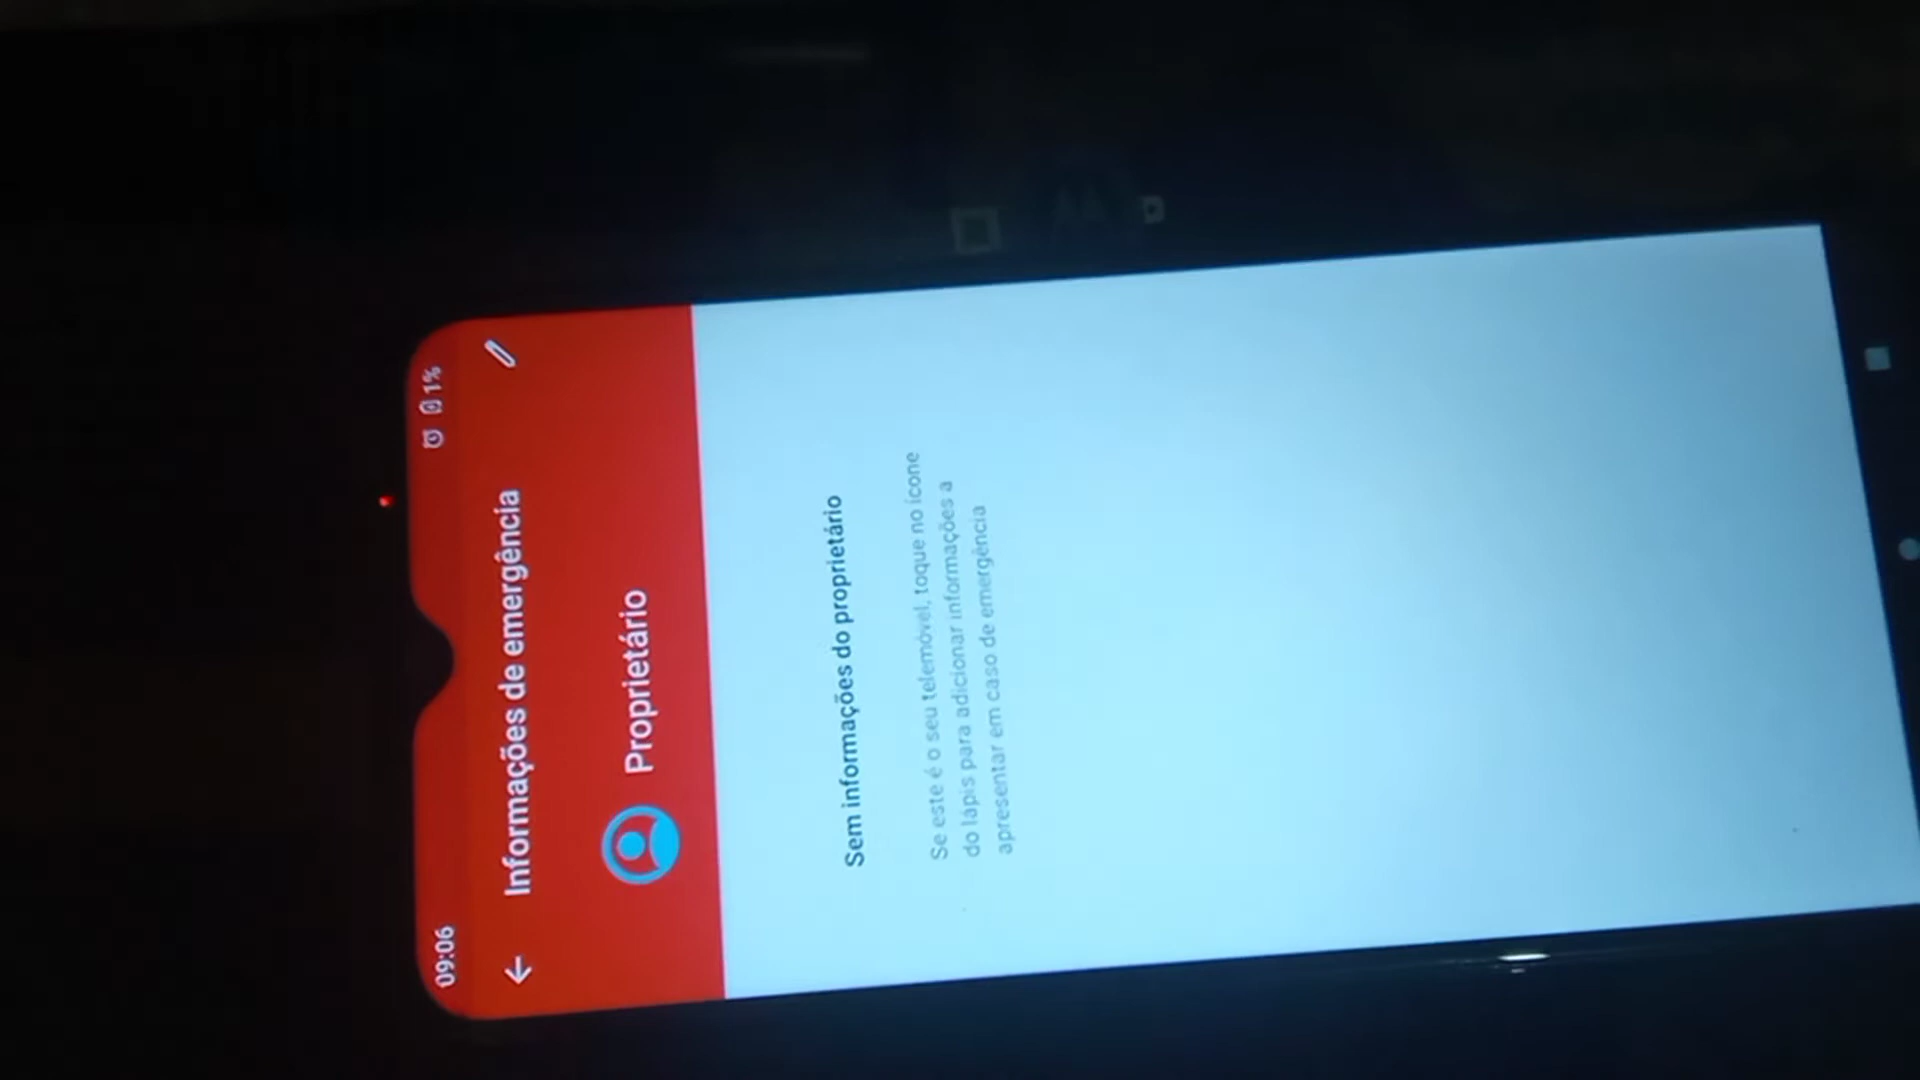 09:06 1%
Informações de emergência
Proprietário
Sem informações do proprietário
Se este é o seu telemóvel, toque no ícone
do lápis para adicionar informações a
apresentar em caso de emergência